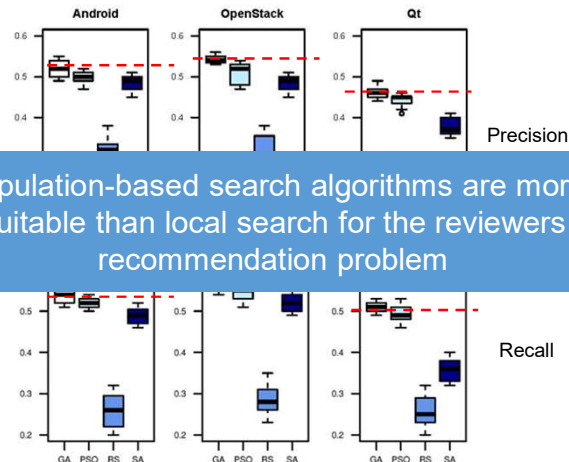 Android OpenStack Qt
0.6 0.6 0.6
0.5 0.5 0.5
0.4 0.4 0.4
Precision
pulation-based search algorithms are mor
uitable than local search for the reviewers
recommendation problem
0.5 0.5 0.5
0.4 0.4 0.4
Recall
0.3 0.3 0.3
0.2 0.2 0.2
GA PSO RS SA GA PSO RS SA GA PSO RS SA